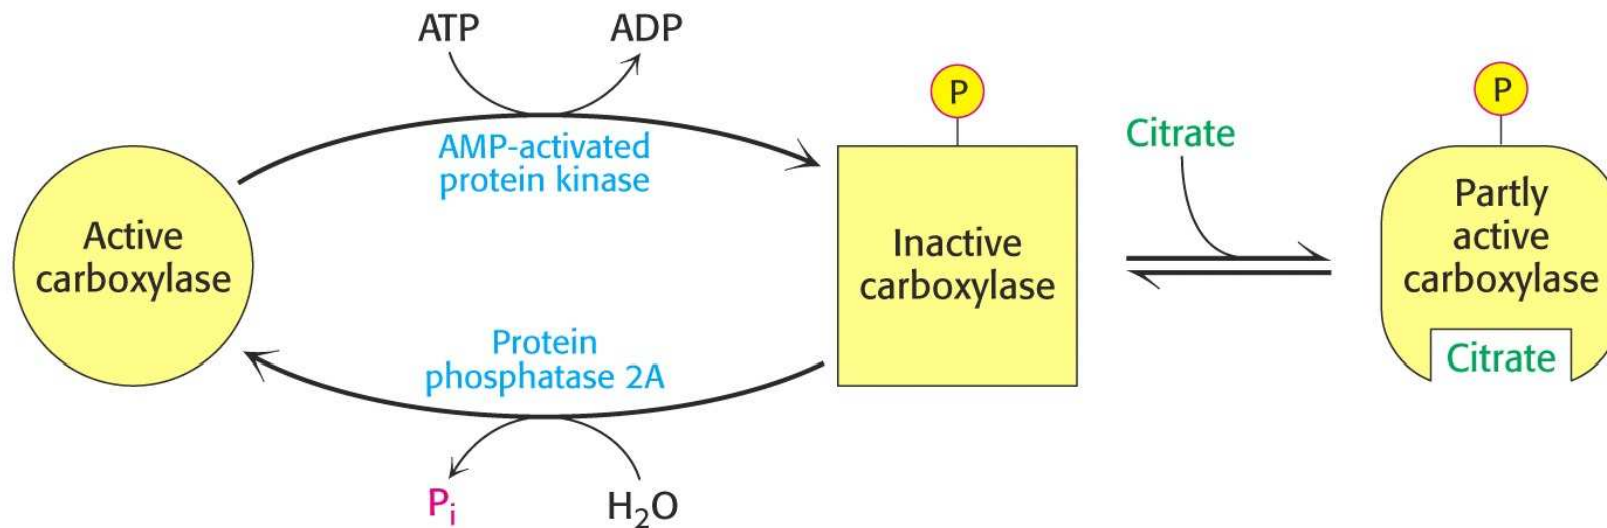 ATP
ADP
AMP-activated
protein kinase
Active
carboxylase
P
Inactive
carboxylase
Citrate
P
Partly
active
carboxylase
Citrate
Protein
phosphatase 2A
Pi
H₂O